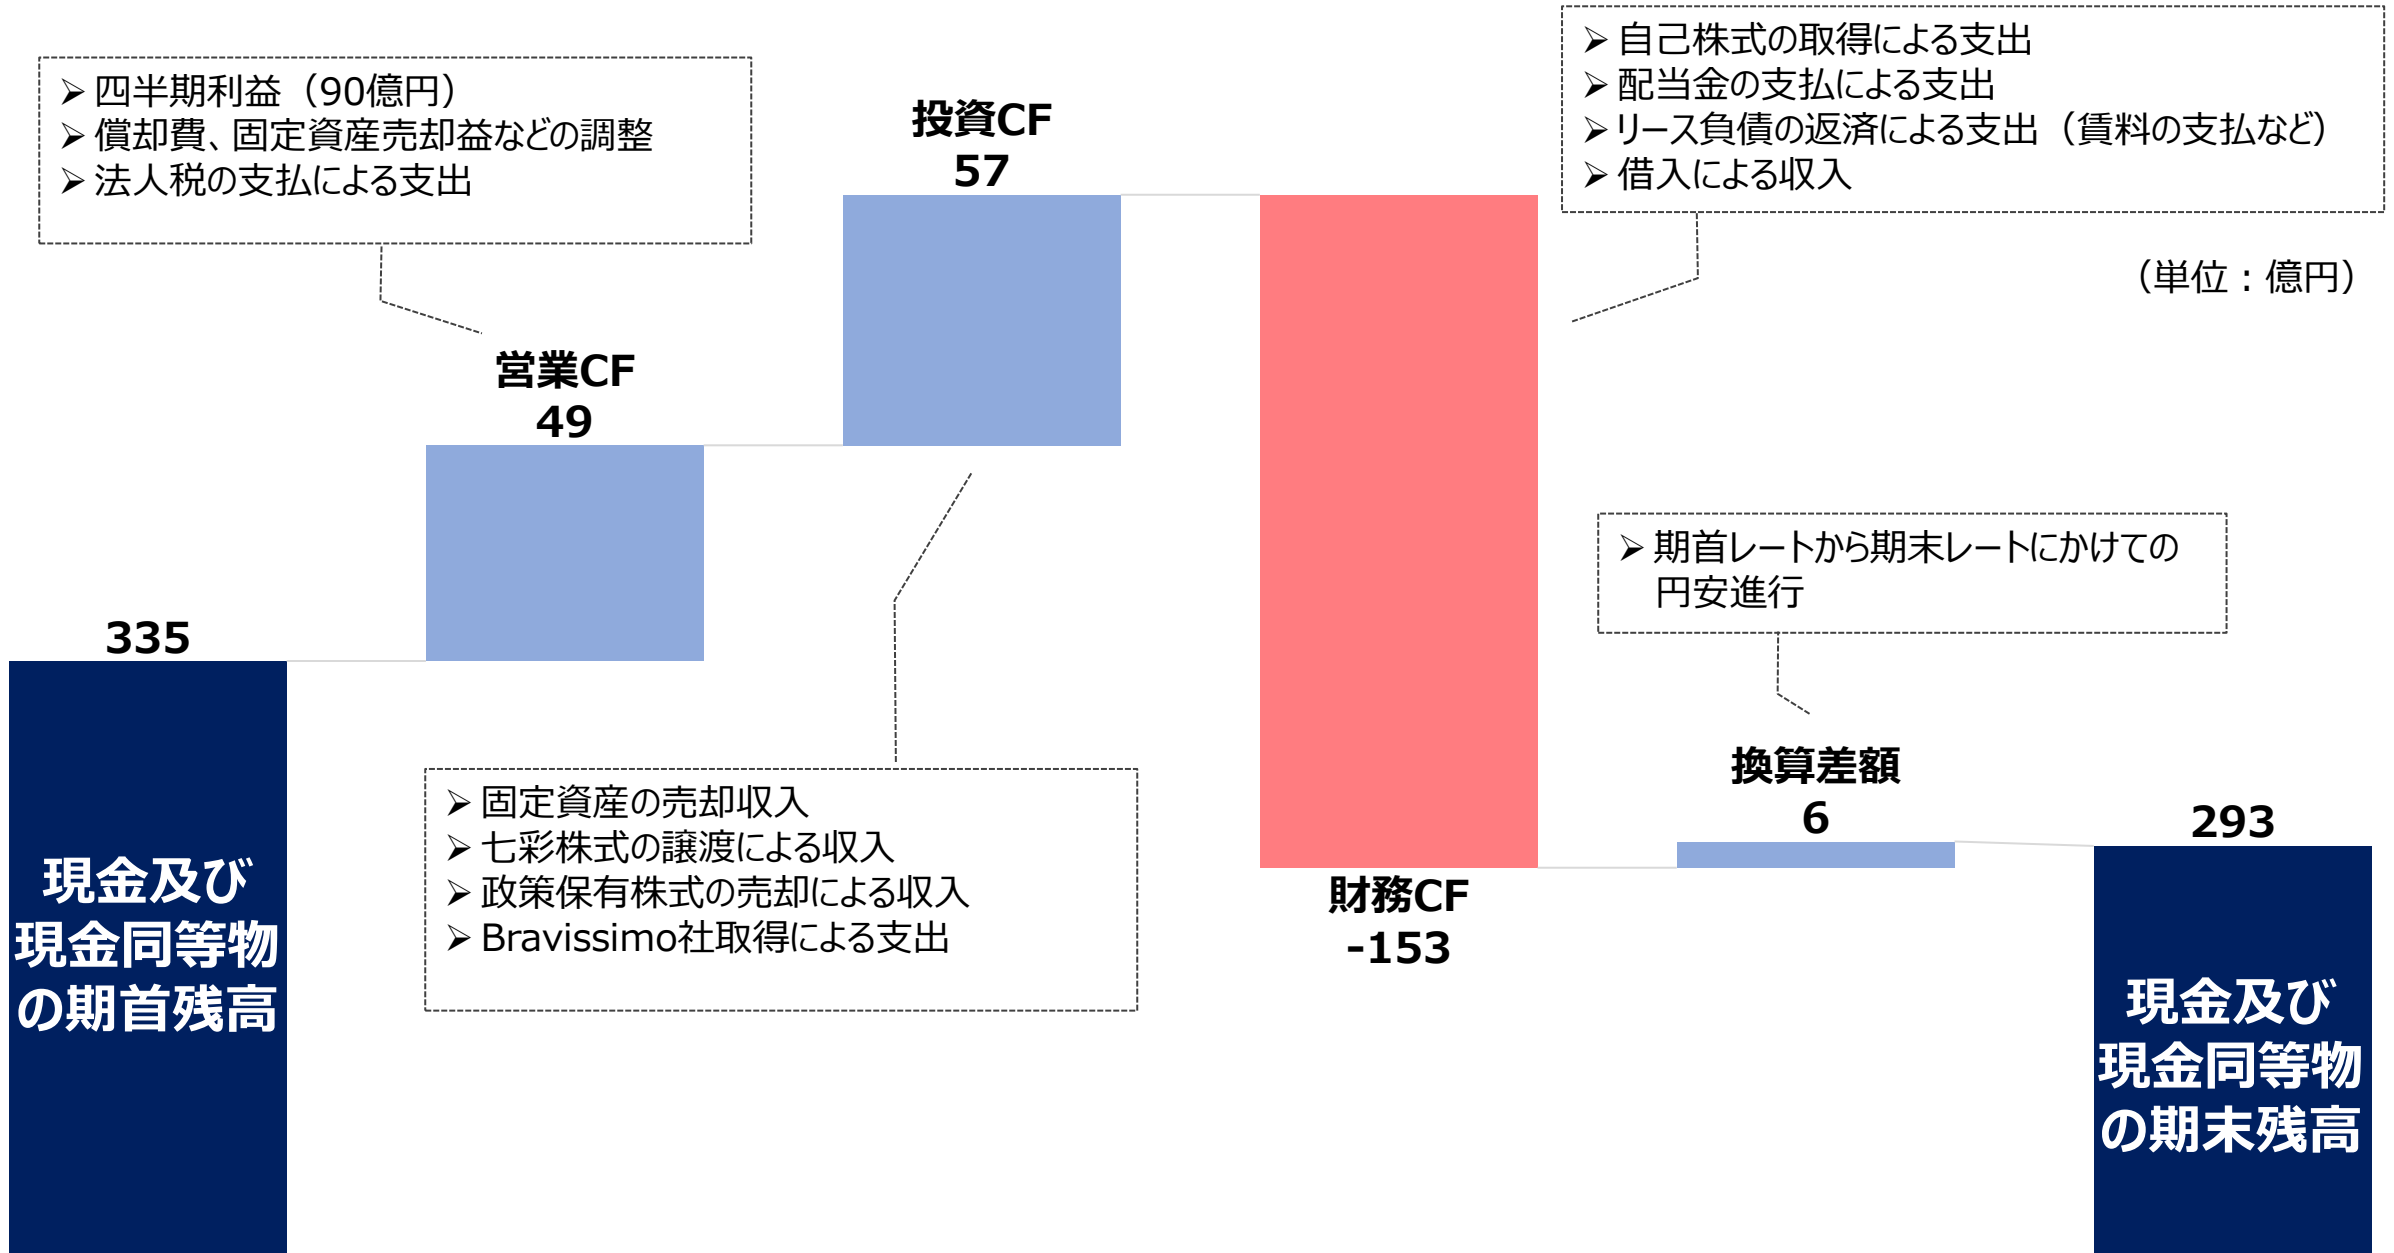 ➢ 四半期利益（90億円）
➢ 償却費、固定資産売却益などの調整
➢ 法人税の支払による支出
投資CF
57
➢ 自己株式の取得による支出
➢ 配当金の支払による支出
➢ リース負債の返済による支出（賃料の支払など）
➢ 借入による収入
（単位：億円）
営業CF
49
➢ 期首レートから期末レートにかけての
円安進行
335
現金及び
現金同等物
の期首残高
➢ 固定資産の売却収入
➢ 七彩株式の譲渡による収入
➢ 政策保有株式の売却による収入
➢ Bravissimo社取得による支出
財務CF
-153
換算差額
6
293
現金及び
現金同等物
の期末残高